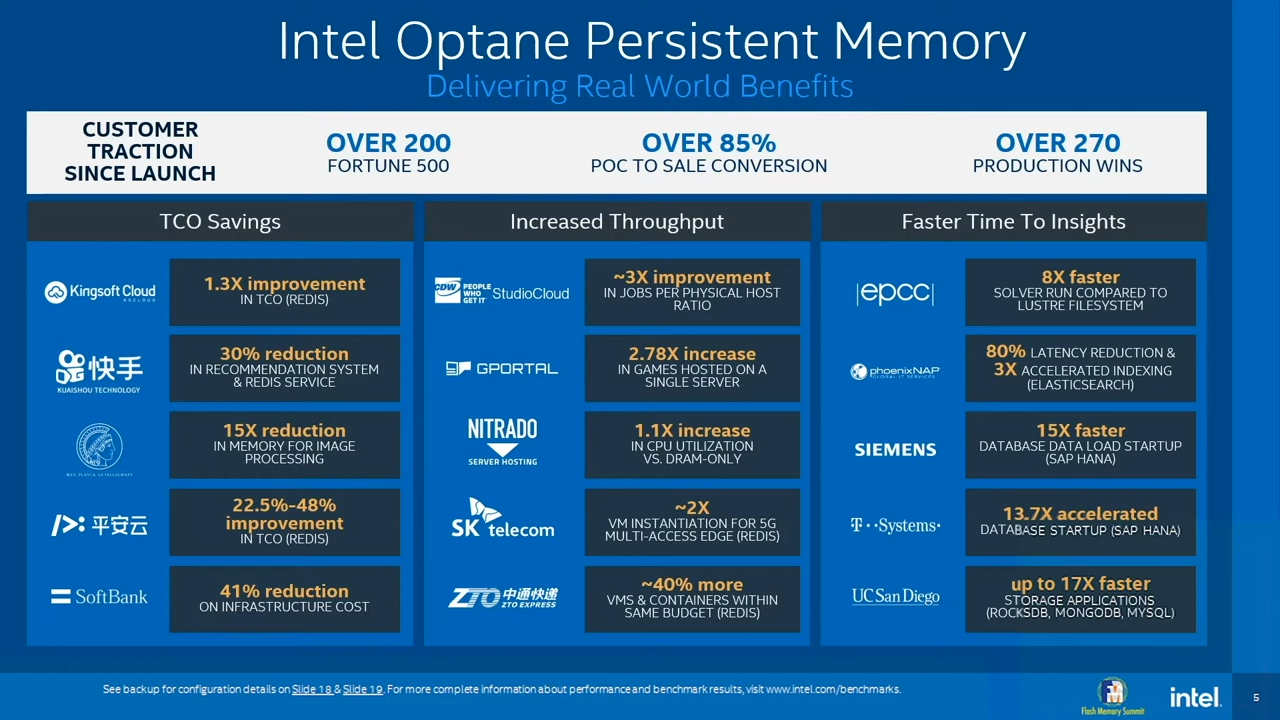 Intel Optane Persistent Memory
Delivering Real World Benefits
CUSTOMER
TRACTION
SINCE LAUNCH
OVER 200
FORTUNE 500
OVER 85%
POC TO SALE CONVERSION
OVER 270
PRODUCTION WINS
TCO Savings
Kingsoft Cloud
KSCLOUD
1.3X improvement
IN TCO (REDIS)
快手
KUAISHOU TECHNOLOGY
30% reduction
IN RECOMMENDATION SYSTEM
& REDIS SERVICE
MAX-PLANCK-GESELLSCHAFT
15X reduction
IN MEMORY FOR IMAGE
PROCESSING
平安云
22.5%–48%
improvement
IN TCO (REDIS)
SoftBank
41% reduction
ON INFRASTRUCTURE COST
Increased Throughput
CDW
PEOPLE
WHO
GET IT
StudioCloud
~3X improvement
IN JOBS PER PHYSICAL HOST
RATIO
GPORTAL
2.78X increase
IN GAMES HOSTED ON A
SINGLE SERVER
NITRADO
SERVER HOSTING
1.1X increase
IN CPU UTILIZATION
VS. DRAM-ONLY
SK telecom
~2X
VM INSTANTIATION FOR 5G
MULTI-ACCESS EDGE (REDIS)
ZTO 中通快递
ZTO EXPRESS
~40% more
VMS & CONTAINERS WITHIN
SAME BUDGET (REDIS)
Faster Time To Insights
|epcc|
8X faster
SOLVER RUN COMPARED TO
LUSTRE FILESYSTEM
phoenixNAP
GLOBAL IT SERVICES
80% LATENCY REDUCTION &
3X ACCELERATED INDEXING
(ELASTICSEARCH)
SIEMENS
15X faster
DATABASE DATA LOAD STARTUP
(SAP HANA)
T··Systems·
13.7X accelerated
DATABASE STARTUP (SAP HANA)
UC San Diego
up to 17X faster
STORAGE APPLICATIONS
(ROCKSDB, MONGODB, MYSQL)
See backup for configuration details on Slide 18 & Slide 19. For more complete information about performance and benchmark results, visit www.intel.com/benchmarks.
Flash Memory Summit
intel.
5